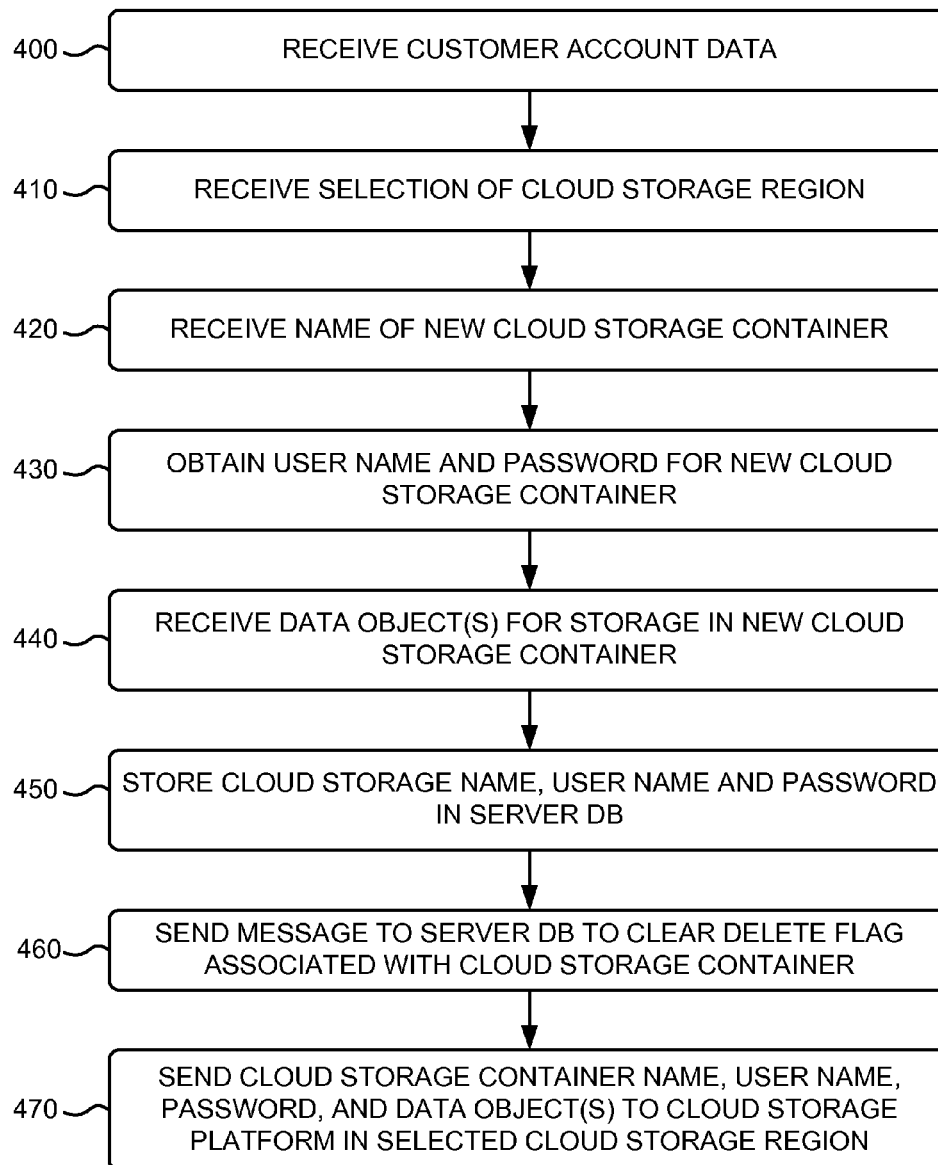 400
RECEIVE CUSTOMER ACCOUNT DATA
410
RECEIVE SELECTION OF CLOUD STORAGE REGION
420
RECEIVE NAME OF NEW CLOUD STORAGE CONTAINER
430
OBTAIN USER NAME AND PASSWORD FOR NEW CLOUD
STORAGE CONTAINER
440
RECEIVE DATA OBJECT(S) FOR STORAGE IN NEW CLOUD
STORAGE CONTAINER
450
STORE CLOUD STORAGE NAME, USER NAME AND PASSWORD
IN SERVER DB
460
SEND MESSAGE TO SERVER DB TO CLEAR DELETE FLAG
ASSOCIATED WITH CLOUD STORAGE CONTAINER
470
SEND CLOUD STORAGE CONTAINER NAME, USER NAME,
PASSWORD, AND DATA OBJECT(S) TO CLOUD STORAGE
PLATFORM IN SELECTED CLOUD STORAGE REGION